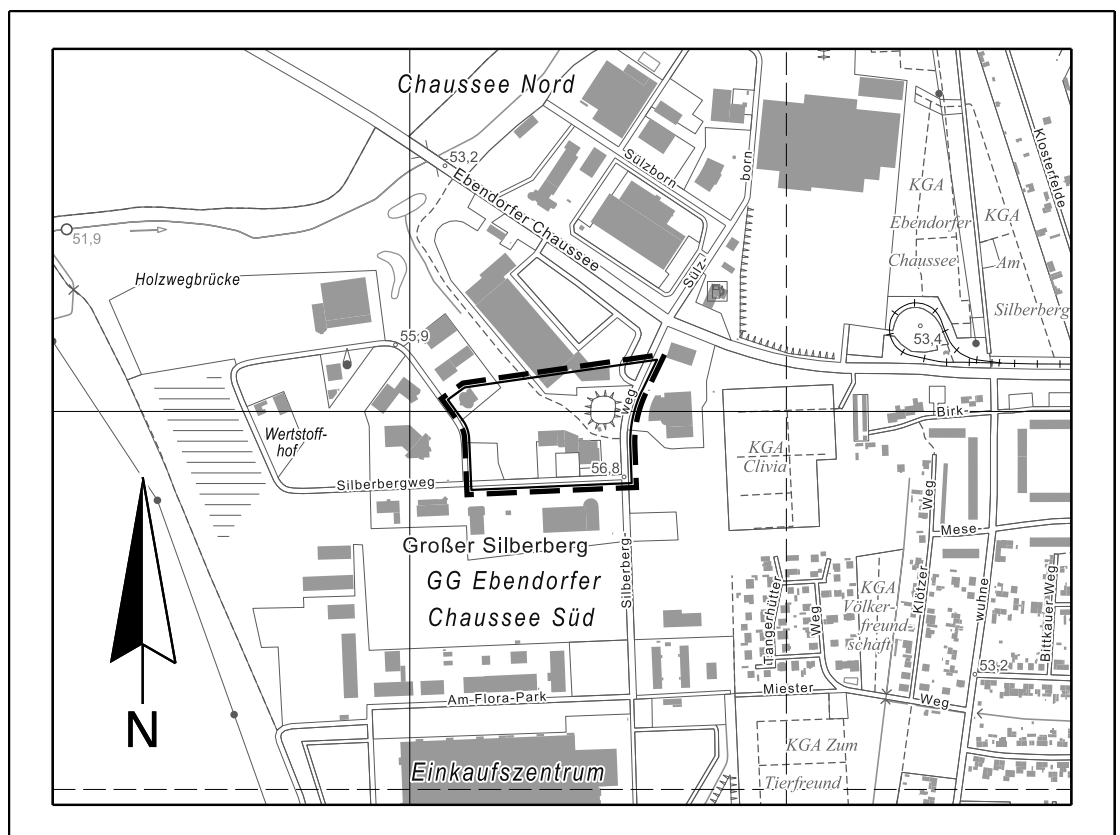 Chaussee Nord
53,2
Sülzborn
born
Klosterfelde
KGA
Ebendorfer
Chaussee
KGA
Am
Silberberg
Ebendorfer Chaussee
51,9
Holzwegbrücke
Sülz-
53,4
55,9
weg
Birk-
Wertstoff-
hof
KGA
Clivia
56,8
Silberbergweg
Weg
Mese-
Großer Silberberg
GG Ebendorfer
Chaussee Süd
Silberberg-
Tangerhütter
Weg
KGA
Völker-
freund-
schaft
Klötzer
wuhne
Bittkauer-Weg
53,2
Am-Flora-Park
Miester
Weg
N
KGA Zum
Tierfreund
Einkaufszentrum